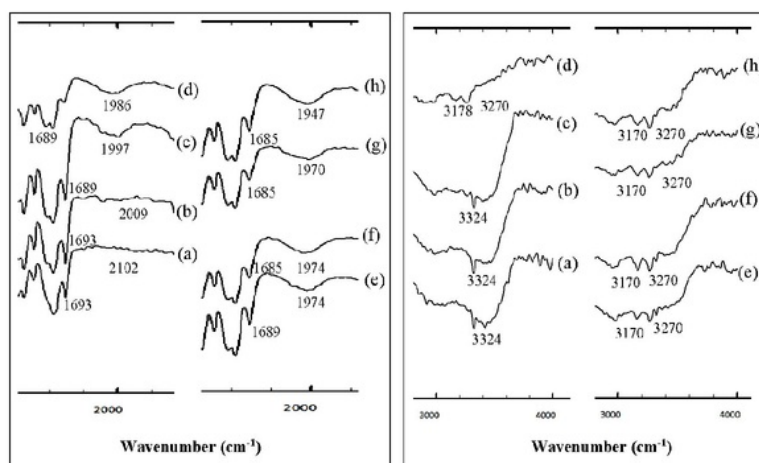 (d)
1689
1986
(c)
1997
1689
(b)
2009
1693
(a)
2102
1693
2000
(h)
1685
1947
(g)
1685
1970
(f)
1685
1974
(e)
1689
1974
2000
Wavenumber (cm-1)
(d)
3178
3270
(c)
3324
(b)
3324
(a)
3324
3000
4000
(h)
3170
3270
(g)
3170
3270
(f)
3170
3270
(e)
3170
3270
3000
4000
Wavenumber (cm-1)